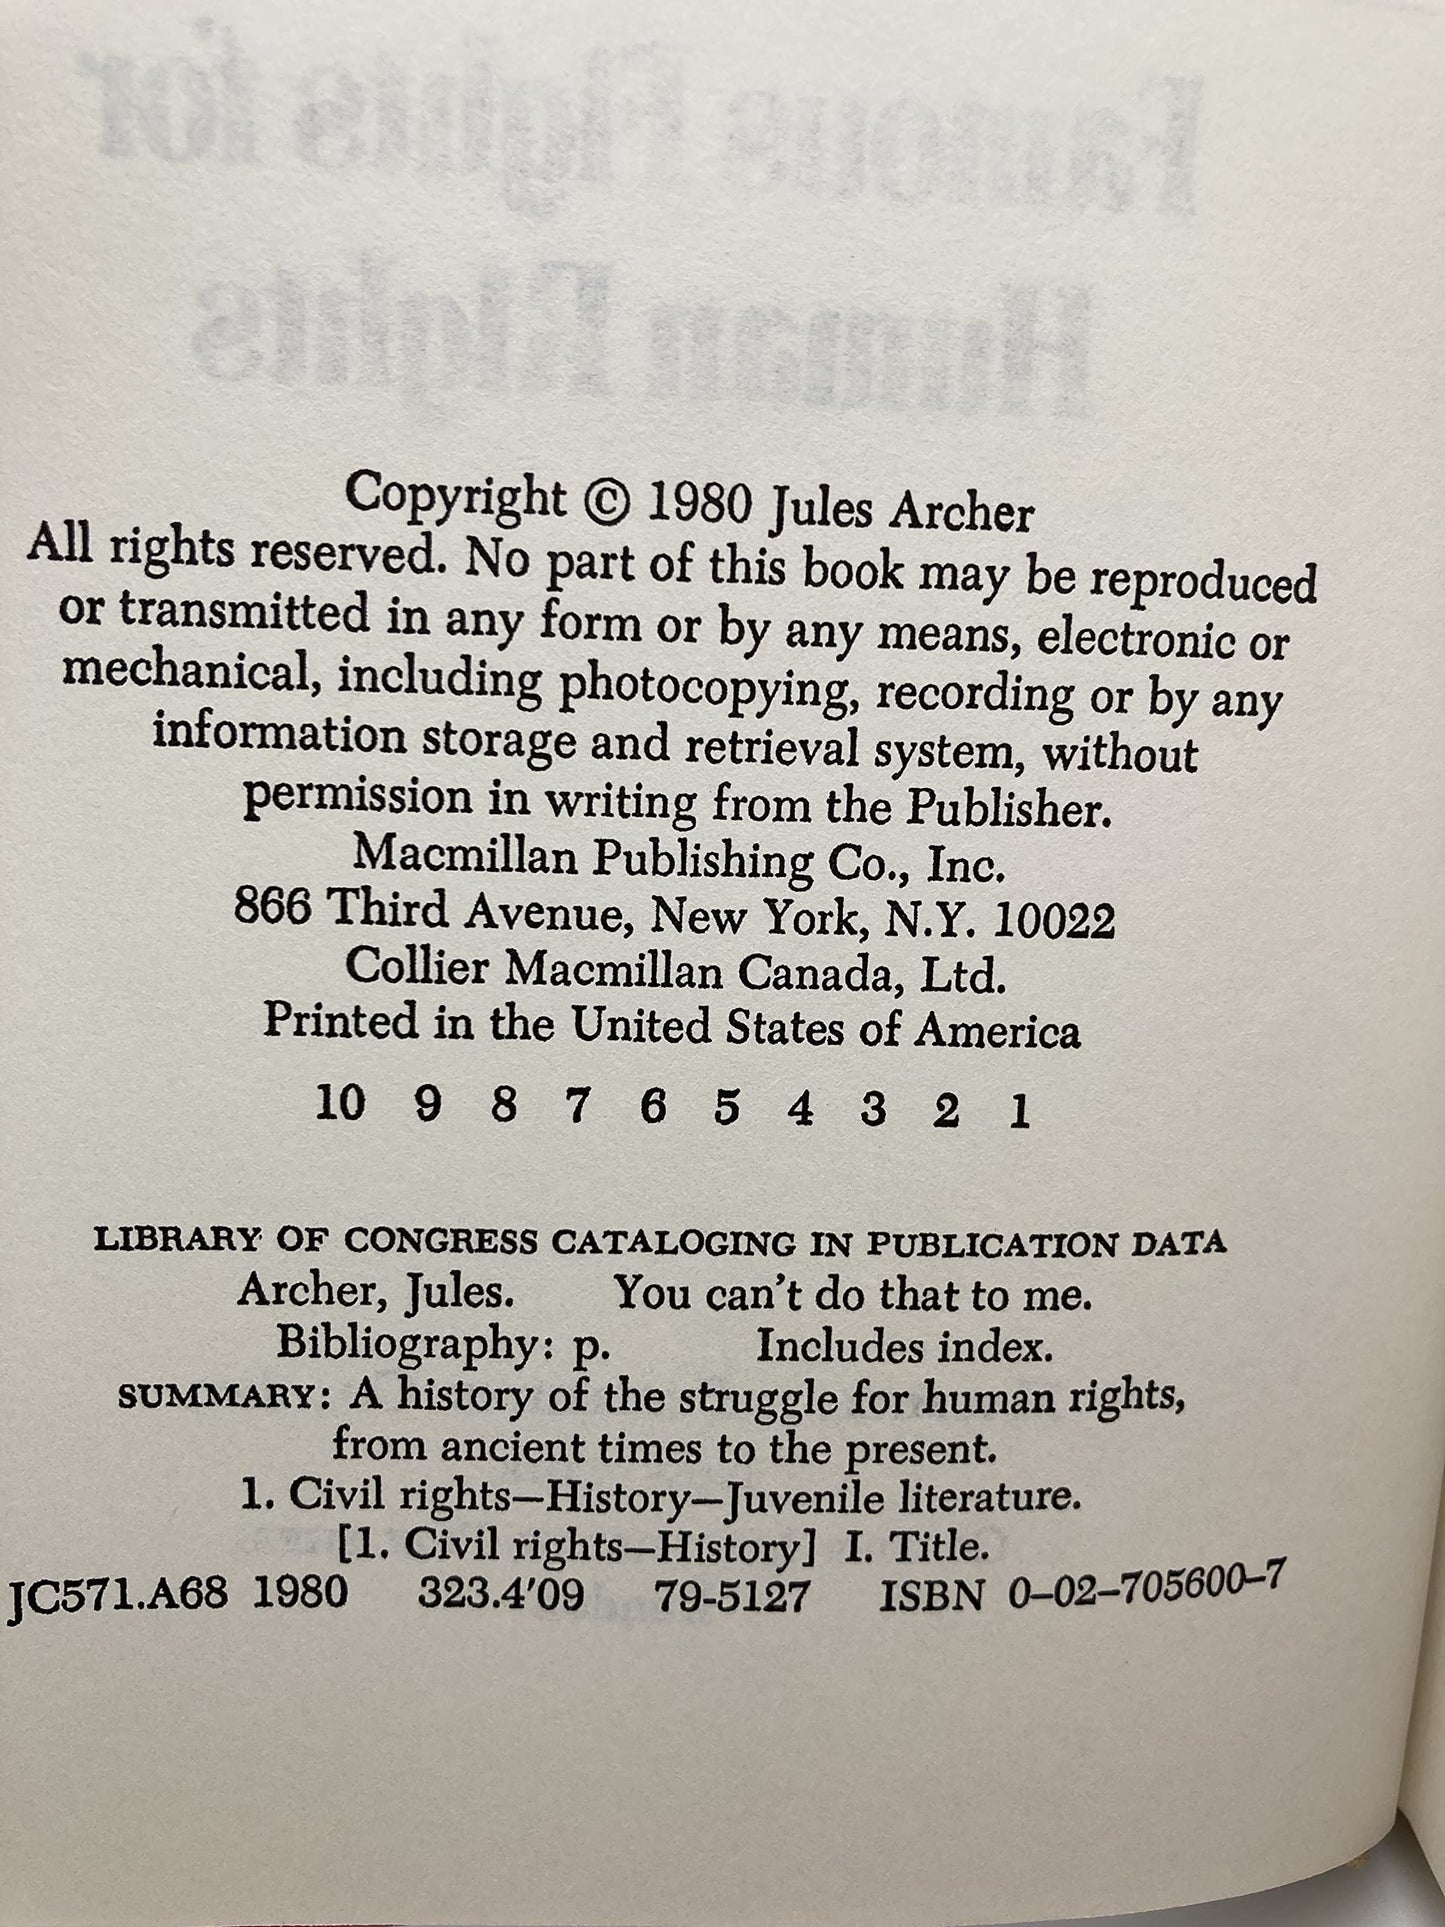 Famous Fights for
Human Rights
Copyright © 1980 Jules Archer
All rights reserved. No part of this book may be reproduced
or transmitted in any form or by any means, electronic or
mechanical, including photocopying, recording or by any
information storage and retrieval system, without
permission in writing from the Publisher.
Macmillan Publishing Co., Inc.
866 Third Avenue, New York, N.Y. 10022
Collier Macmillan Canada, Ltd.
Printed in the United States of America
10 9 8 7 6 5 4 3 2 1
LIBRARY OF CONGRESS CATALOGING IN PUBLICATION DATA
Archer, Jules. You can't do that to me.
Bibliography: p. Includes index.
SUMMARY: A history of the struggle for human rights,
from ancient times to the present.
1. Civil rights—History—Juvenile literature.
[1. Civil rights—History] I. Title.
JC571.A68 1980 323.4'09 79-5127 ISBN 0–02–705600–7